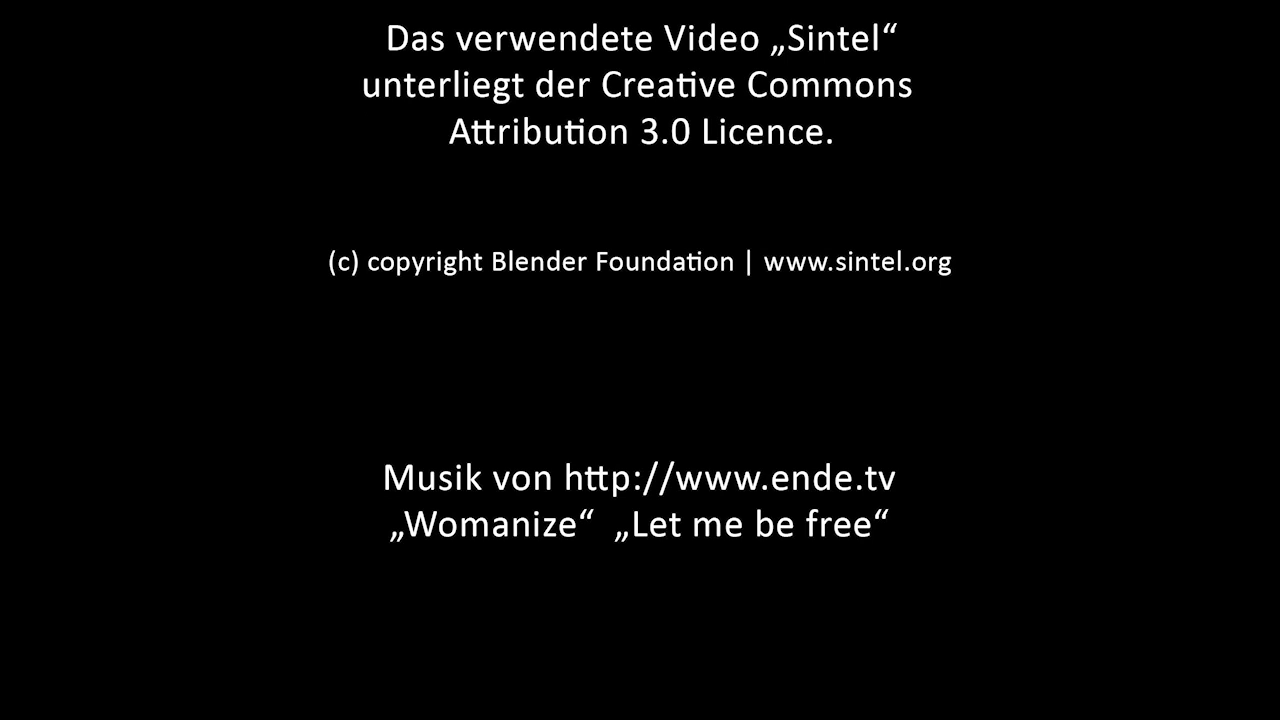 Das verwendete Video „Sintel“
unterliegt der Creative Commons
Attribution 3.0 Licence.
(c) copyright Blender Foundation | www.sintel.org
Musik von http://www.ende.tv
„Womanize“ „Let me be free“